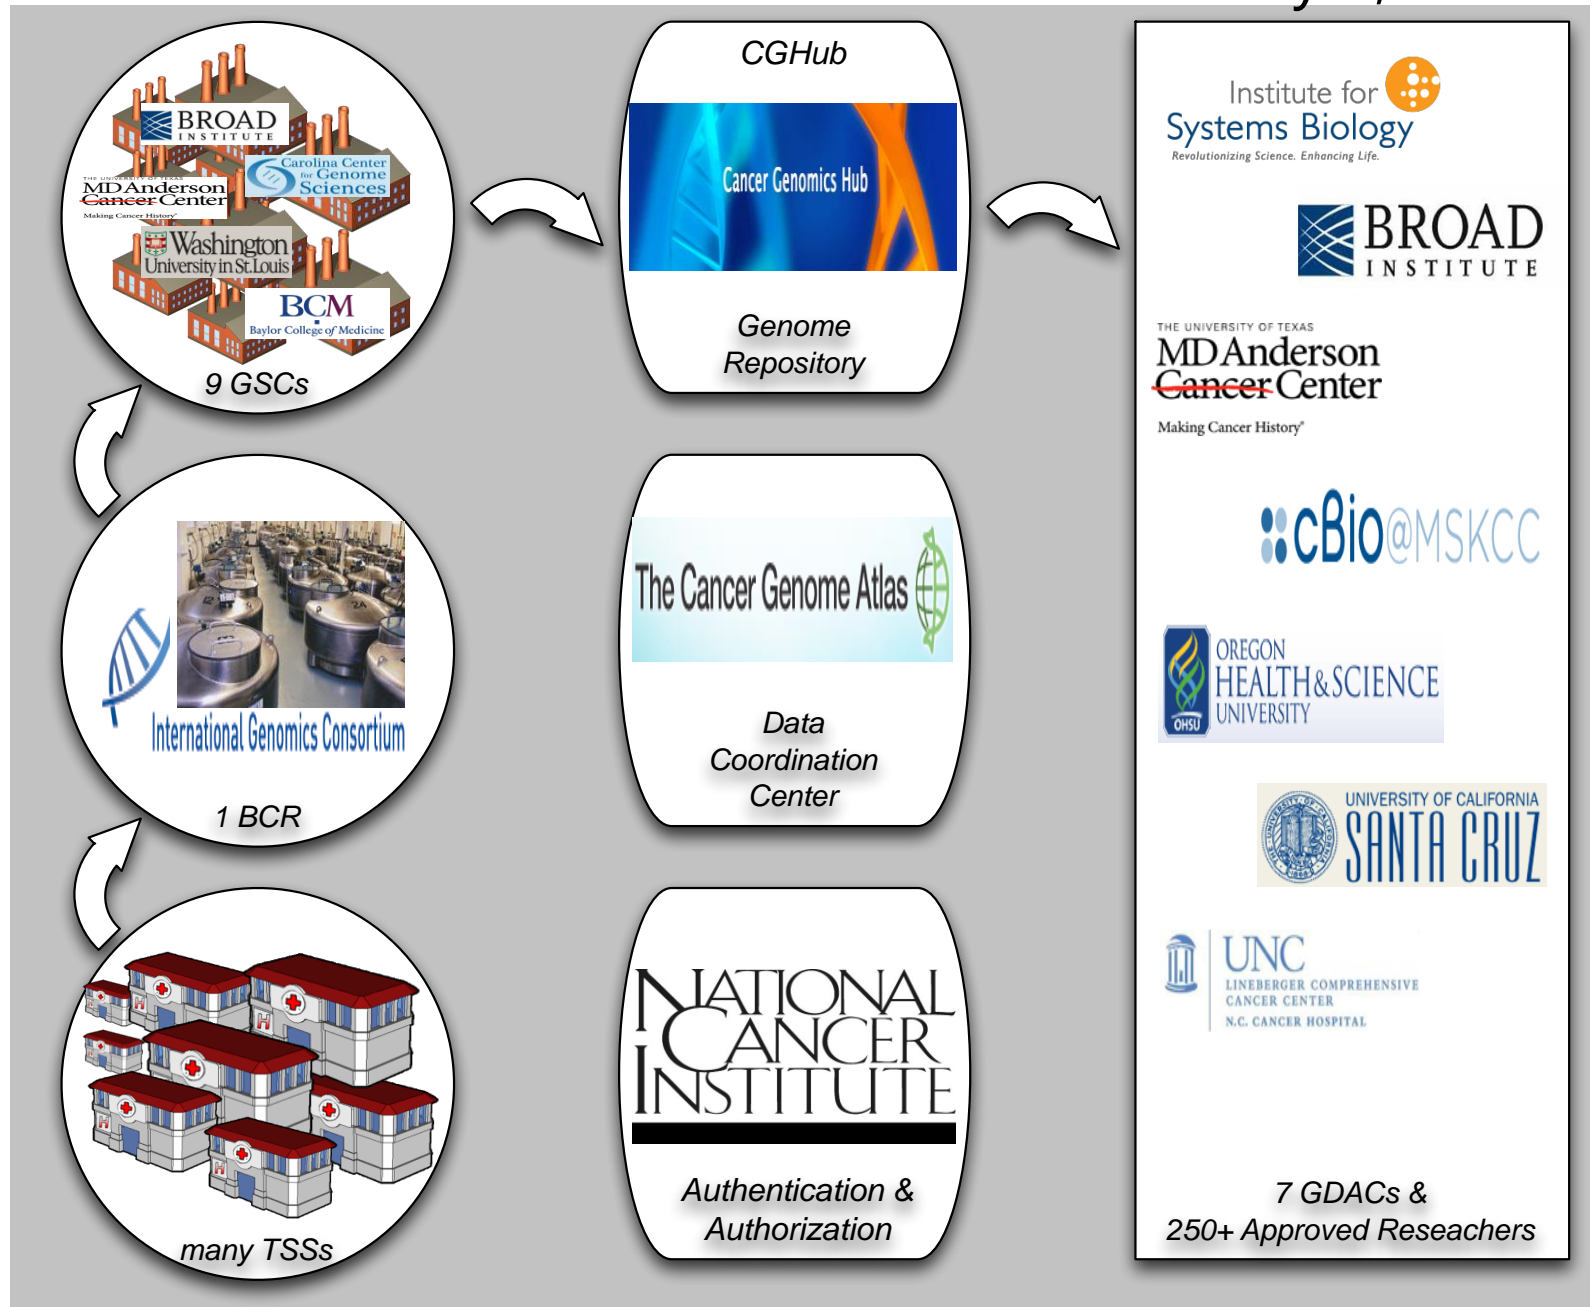 BROAD
INSTITUTE
Carolina Center
for Genome
Sciences
THE UNIVERSITY OF TEXAS
MDAnderson
Cancer Center
Making Cancer History®
Washington
University in St.Louis
BCM
Baylor College of Medicine
9 GSCs
International Genomics Consortium
1 BCR
H
H
H
H
many TSSs
CGHub
Cancer Genomics Hub
Genome
Repository
The Cancer Genome Atlas
Data
Coordination
Center
NATIONAL
CANCER
INSTITUTE
Authentication &
Authorization
Institute for
Systems Biology
Revolutionizing Science. Enhancing Life.
BROAD
INSTITUTE
THE UNIVERSITY OF TEXAS
MDAnderson
Cancer Center
Making Cancer History®
cBio@MSKCC
OREGON
HEALTH&SCIENCE
UNIVERSITY
OHSU
UNIVERSITY OF CALIFORNIA
SANTA CRUZ
UNC
LINEBERGER COMPREHENSIVE
CANCER CENTER
N.C. CANCER HOSPITAL
7 GDACs &
250+ Approved Reseachers